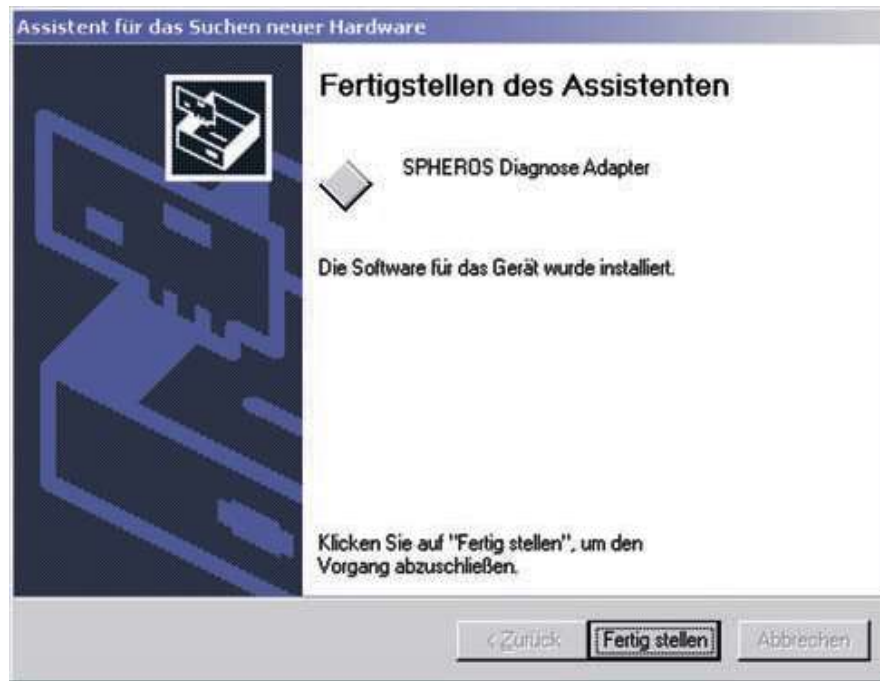 Assistent für das Suchen neuer Hardware
Fertigstellen des Assistenten
SPHEROS Diagnose Adapter
Die Software für das Gerät wurde installiert.
Klicken Sie auf "Fertig stellen", um den
Vorgang abzuschließen.
< Zurück
Fertig stellen
Abbrechen